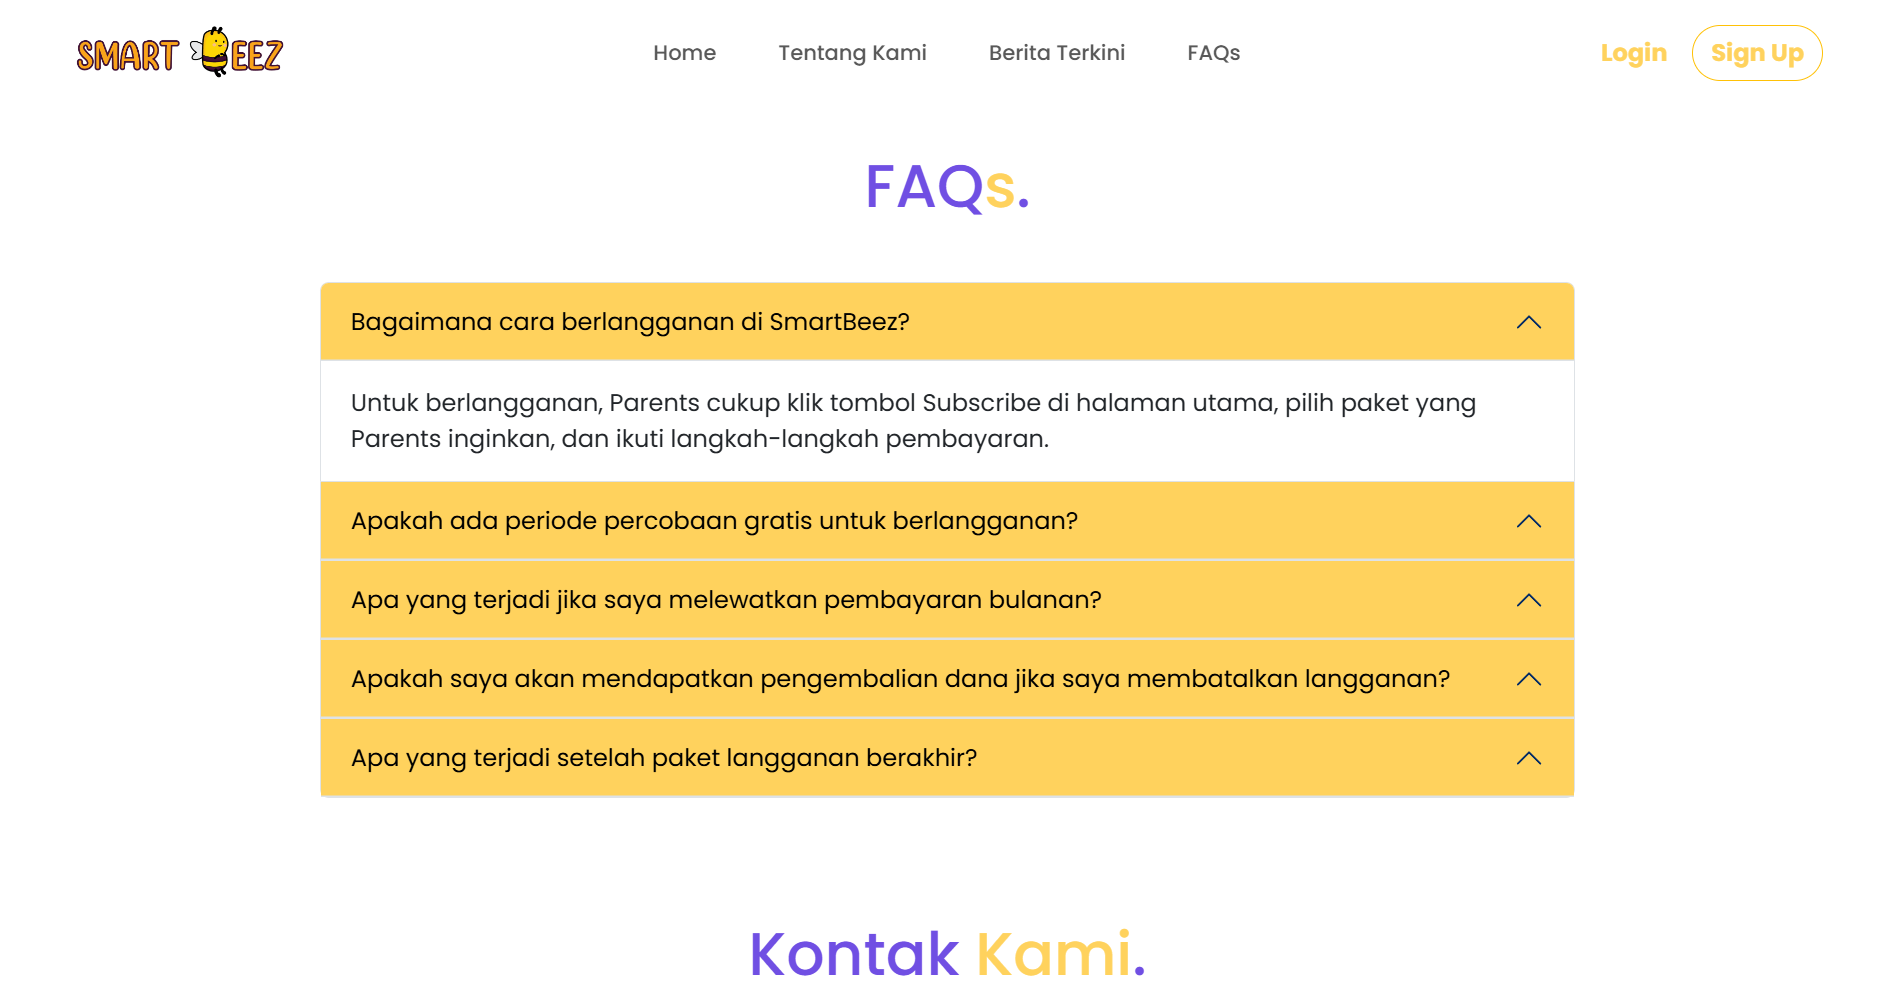 SMART BEEZ
Home
Tentang Kami
Berita Terkini
FAQs
Login
Sign Up
FAQs.
Bagaimana cara berlangganan di SmartBeez?
Untuk berlangganan, Parents cukup klik tombol Subscribe di halaman utama, pilih paket yang
Parents inginkan, dan ikuti langkah-langkah pembayaran.
Apakah ada periode percobaan gratis untuk berlangganan?
Apa yang terjadi jika saya melewatkan pembayaran bulanan?
Apakah saya akan mendapatkan pengembalian dana jika saya membatalkan langganan?
Apa yang terjadi setelah paket langganan berakhir?
Kontak Kami.